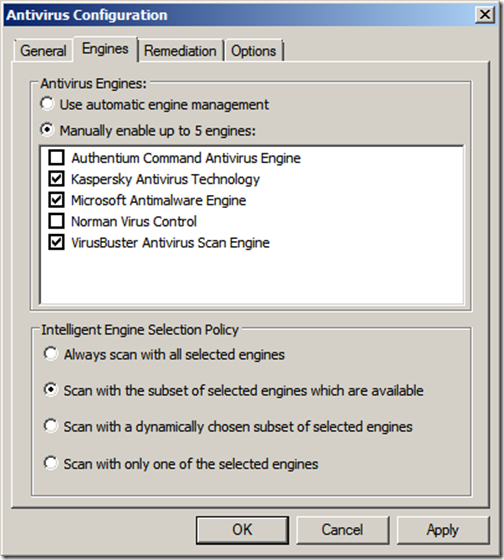 Antivirus Configuration
General Engines Remediation Options
Antivirus Engines:
Use automatic engine management
Manually enable up to 5 engines:
Authentium Command Antivirus Engine
Kaspersky Antivirus Technology
Microsoft Antimalware Engine
Norman Virus Control
VirusBuster Antivirus Scan Engine
Intelligent Engine Selection Policy
Always scan with all selected engines
Scan with the subset of selected engines which are available
Scan with a dynamically chosen subset of selected engines
Scan with only one of the selected engines
OK Cancel Apply